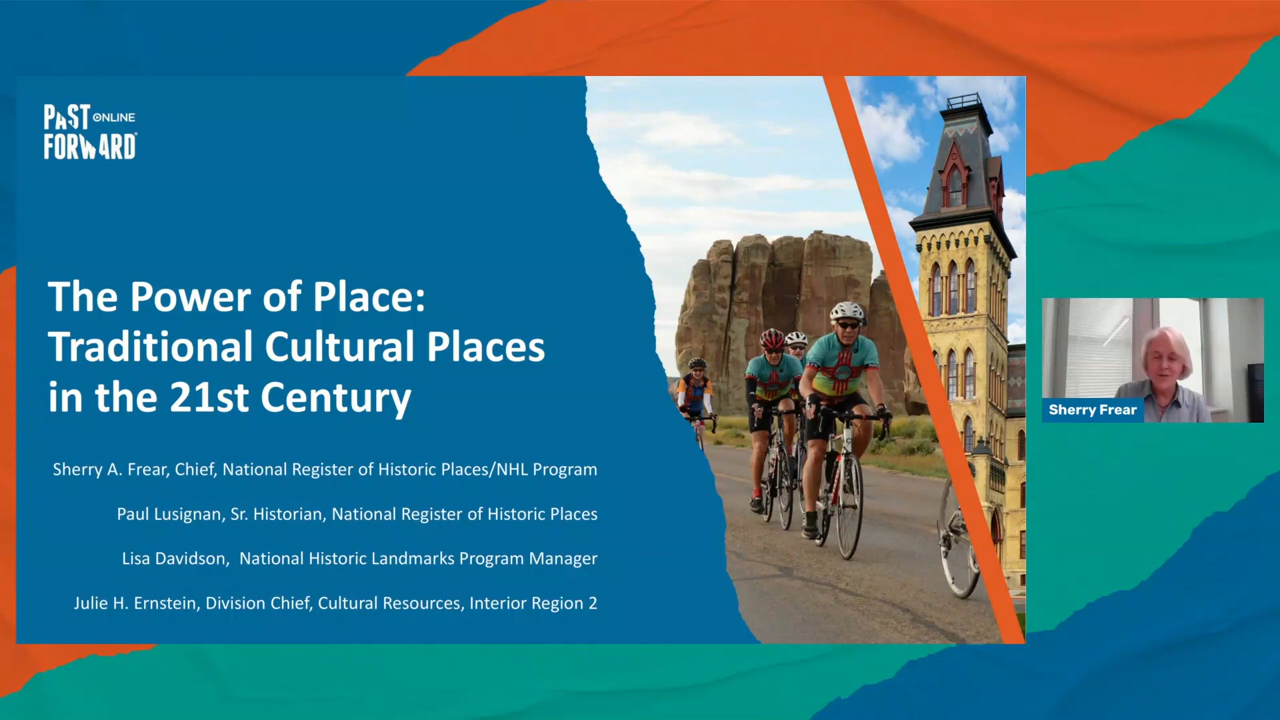 PAST ONLINE
FORWARD
The Power of Place:
Traditional Cultural Places
in the 21st Century
Sherry A. Frear, Chief, National Register of Historic Places/NHL Program
Paul Lusignan, Sr. Historian, National Register of Historic Places
Lisa Davidson,  National Historic Landmarks Program Manager
Julie H. Ernstein, Division Chief, Cultural Resources, Interior Region 2
Sherry Frear